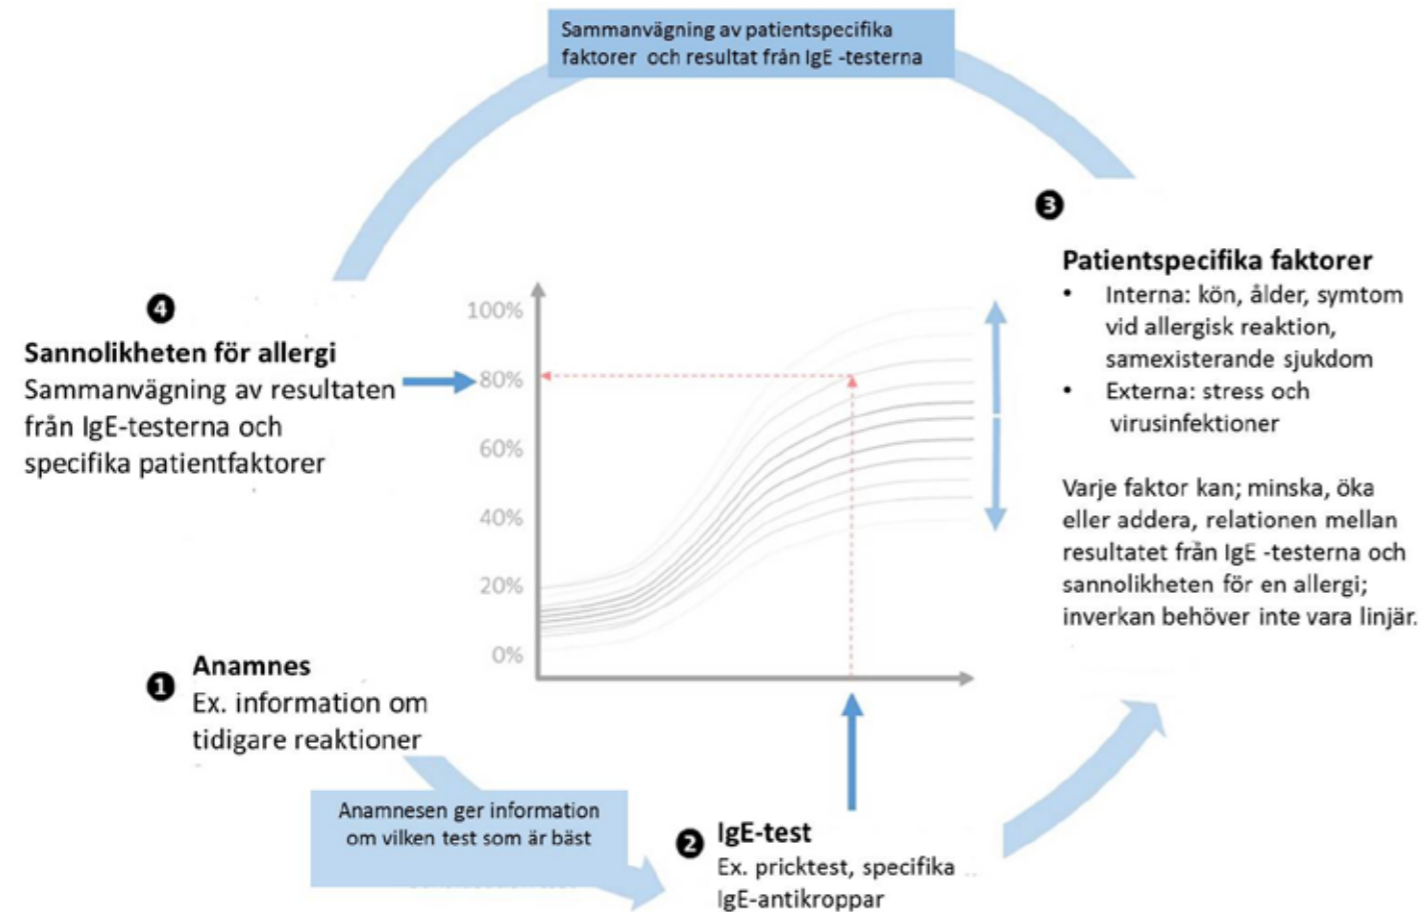 Sammanvägning av patientspecifika
faktorer och resultat från IgE -testerna
3
Patientspecifika faktorer
• Interna: kön, ålder, symtom
vid allergisk reaktion,
samexisterande sjukdom
• Externa: stress och
virusinfektioner
Varje faktor kan; minska, öka
eller addera, relationen mellan
resultatet från IgE -testerna och
sannolikheten för en allergi;
inverkan behöver inte vara linjär.
4
Sannolikheten för allergi
Sammanvägning av resultaten
från IgE-testerna och
specifika patientfaktorer
100%
80%
60%
40%
20%
0%
1
Anamnes
Ex. information om
tidigare reaktioner
Anamnesen ger information
om vilken test som är bäst
2
IgE-test
Ex. pricktest, specifika
IgE-antikroppar